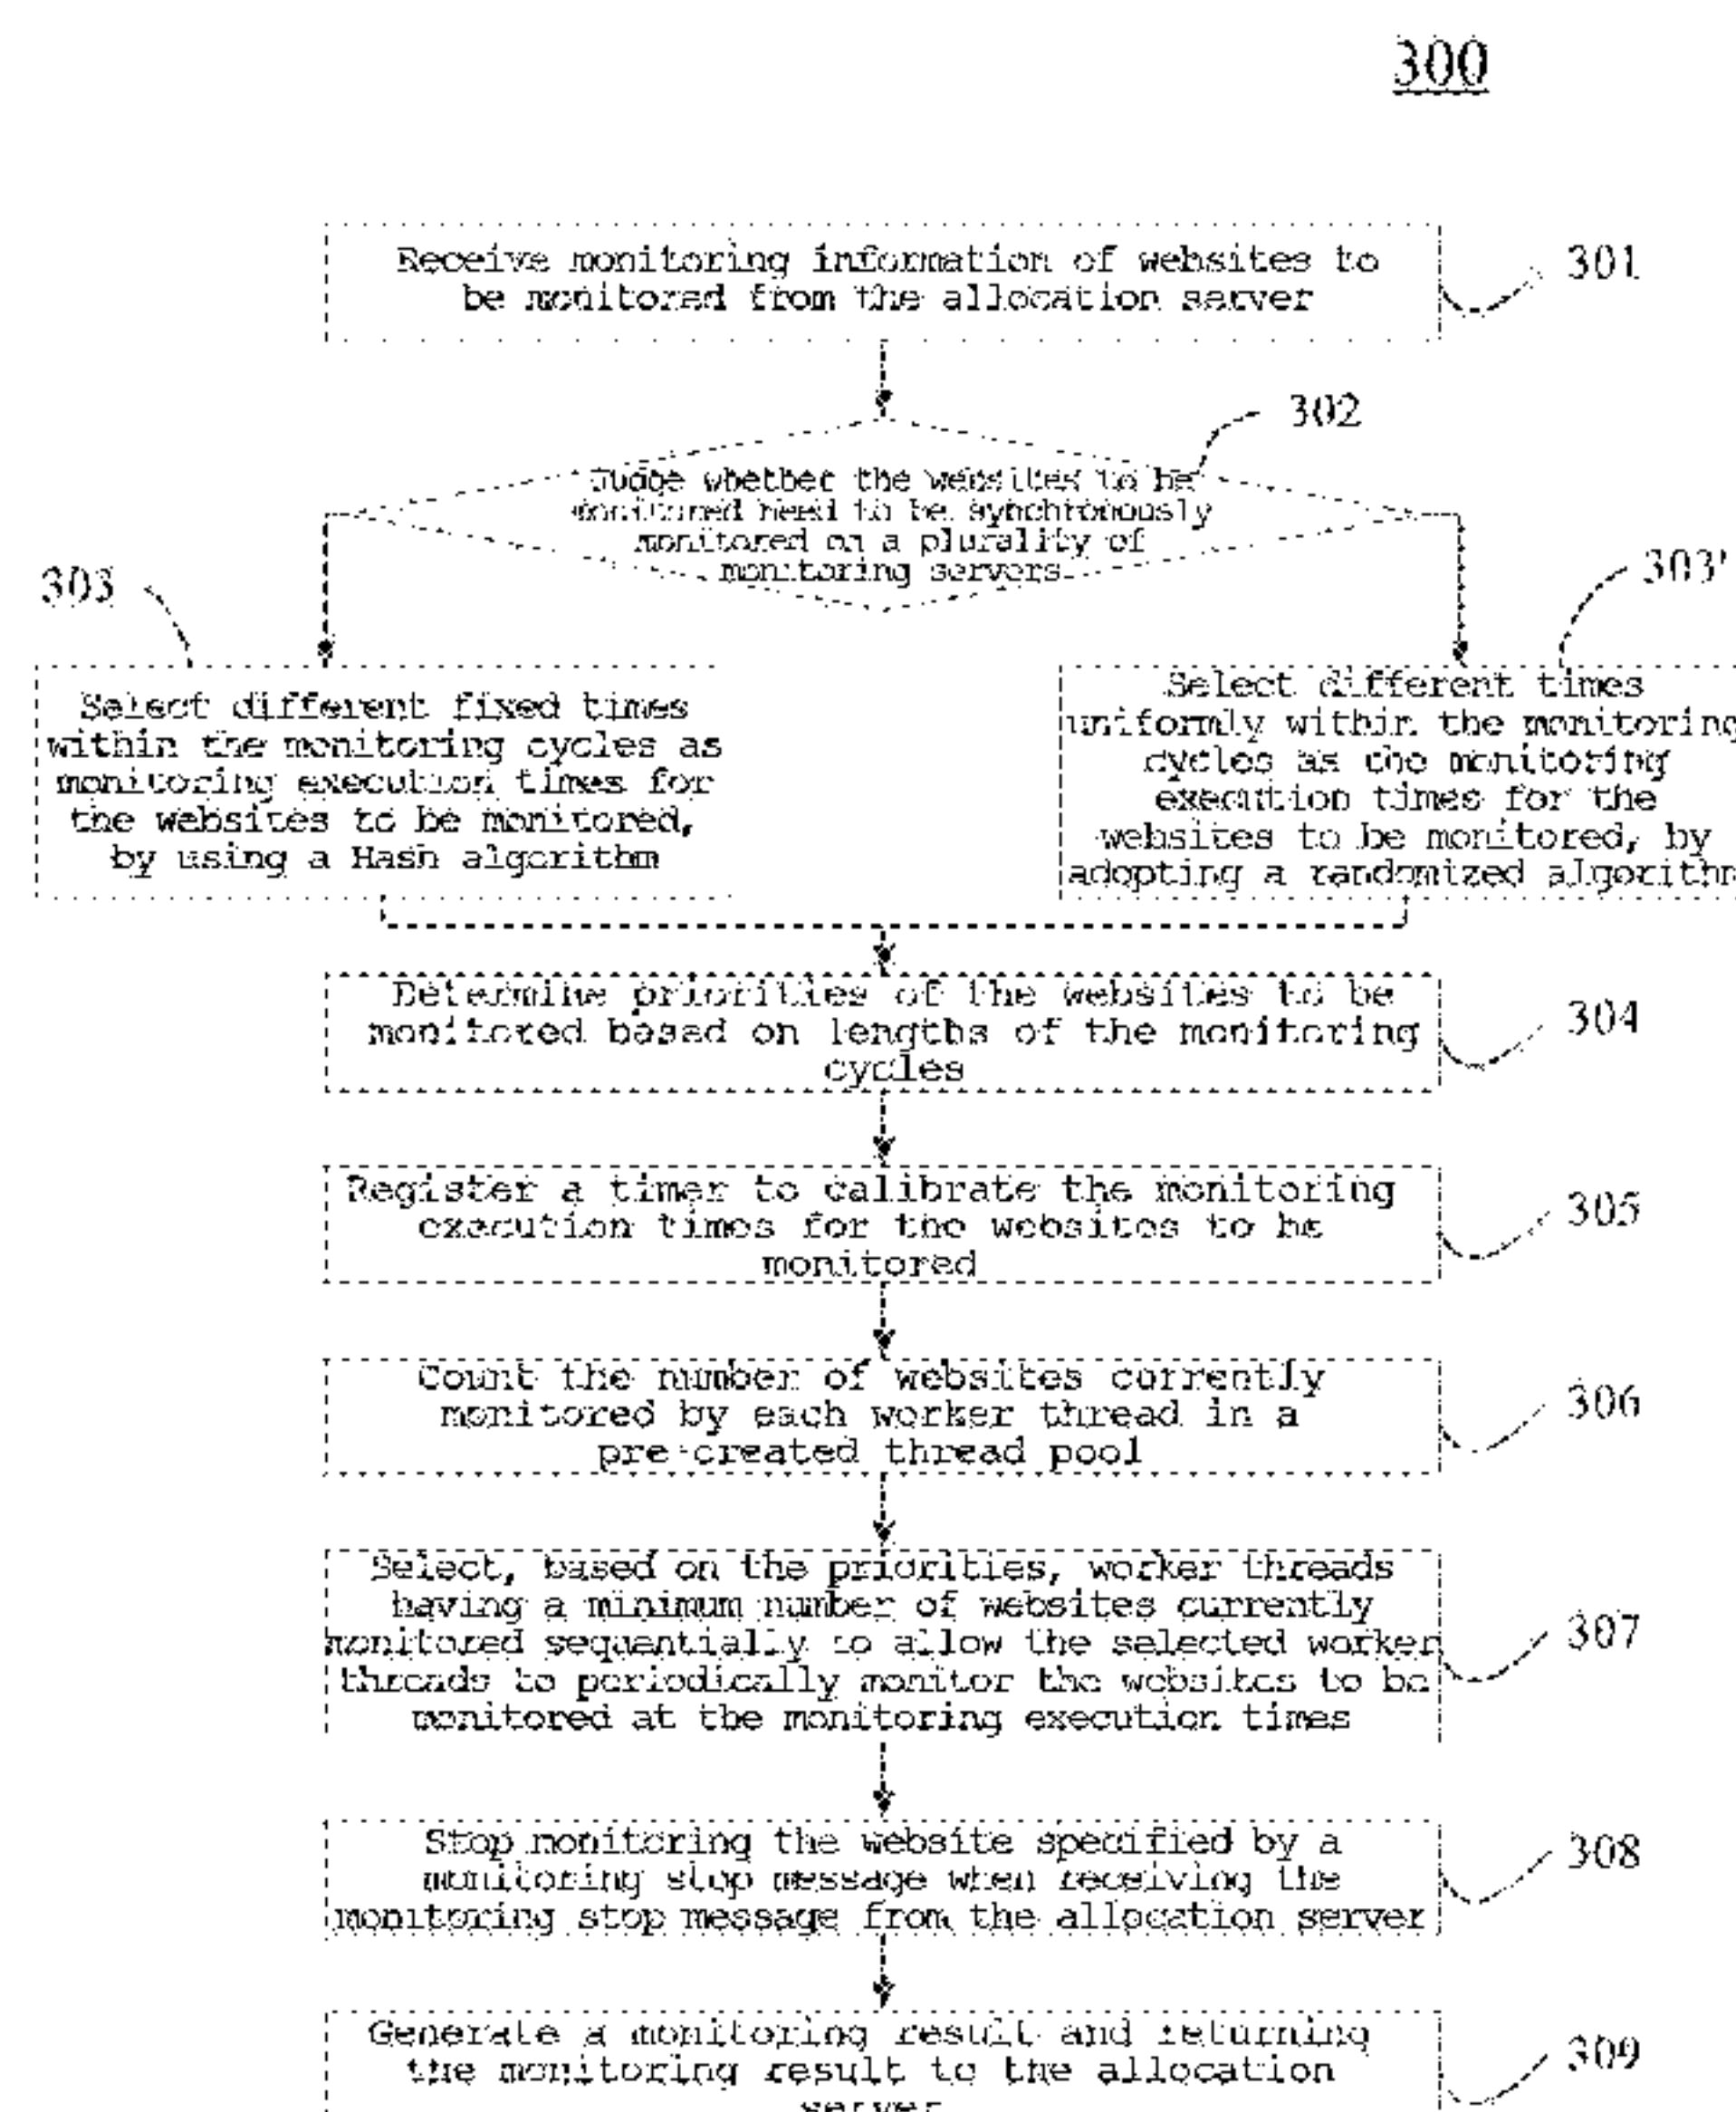 300
Receive monitoring information of websites to
be monitored from the allocation server
301
302
Judge whether the websites to be
monitored need to be synchronously
monitored on a plurality of
monitoring servers
303
303'
Select different fixed times
within the monitoring cycles as
monitoring execution times for
the websites to be monitored,
by using a Hash algorithm
Select different times
uniformly within the monitoring
cycles as the monitoring
execution times for the
websites to be monitored, by
adopting a randomized algorithm
Determine priorities of the websites to be
monitored based on lengths of the monitoring
cycles
304
Register a timer to calibrate the monitoring
execution times for the websites to be
monitored
305
Count the number of websites currently
monitored by each worker thread in a
pre-created thread pool
306
Select, based on the priorities, worker threads
having a minimum number of websites currently
monitored sequentially to allow the selected worker
threads to periodically monitor the websites to be
monitored at the monitoring execution times
307
Stop monitoring the website specified by a
monitoring stop message when receiving the
monitoring stop message from the allocation server
308
Generate a monitoring result and returning
the monitoring result to the allocation
server
309